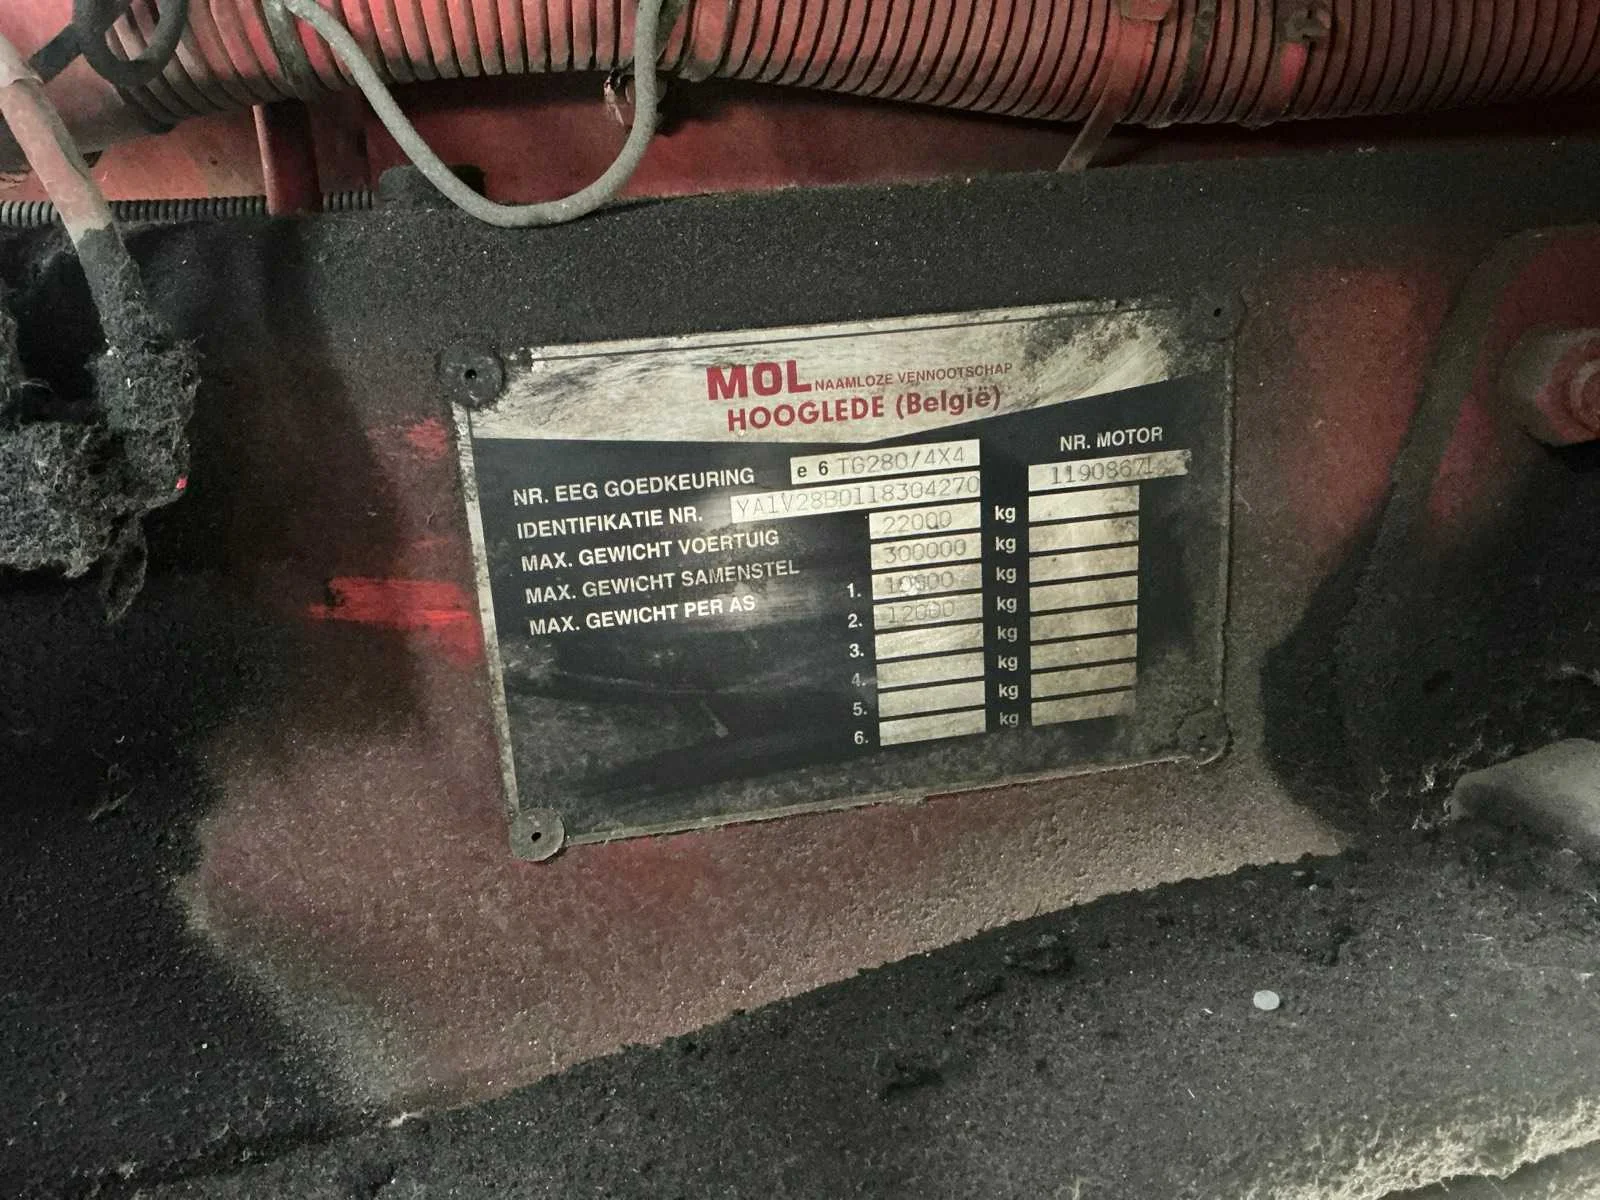 MOL NAAMLOZE VENNOOTSCHAP
HOOGLEDE (België)
NR. MOTOR
NR. EEG GOEDKEURING e 6 TG280/4X4 11908671
IDENTIFIKATIE NR. YA1V28B0118304270
MAX. GEWICHT VOERTUIG 22000 kg
MAX. GEWICHT SAMENSTEL 300000 kg
MAX. GEWICHT PER AS 1. 10000 kg
2. 12000 kg
3. kg
4. kg
5. kg
6. kg